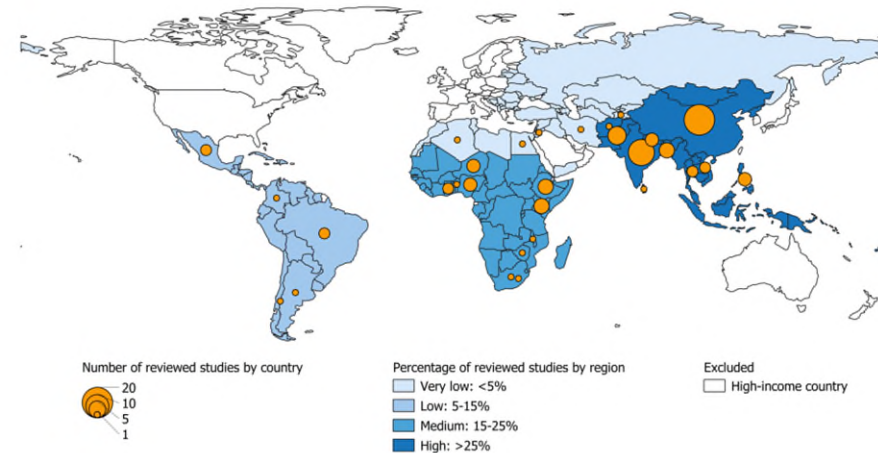 Number of reviewed studies by country
20
10
5
1
Percentage of reviewed studies by region
Very low: <5%
Low: 5-15%
Medium: 15-25%
High: >25%
Excluded
High-income country